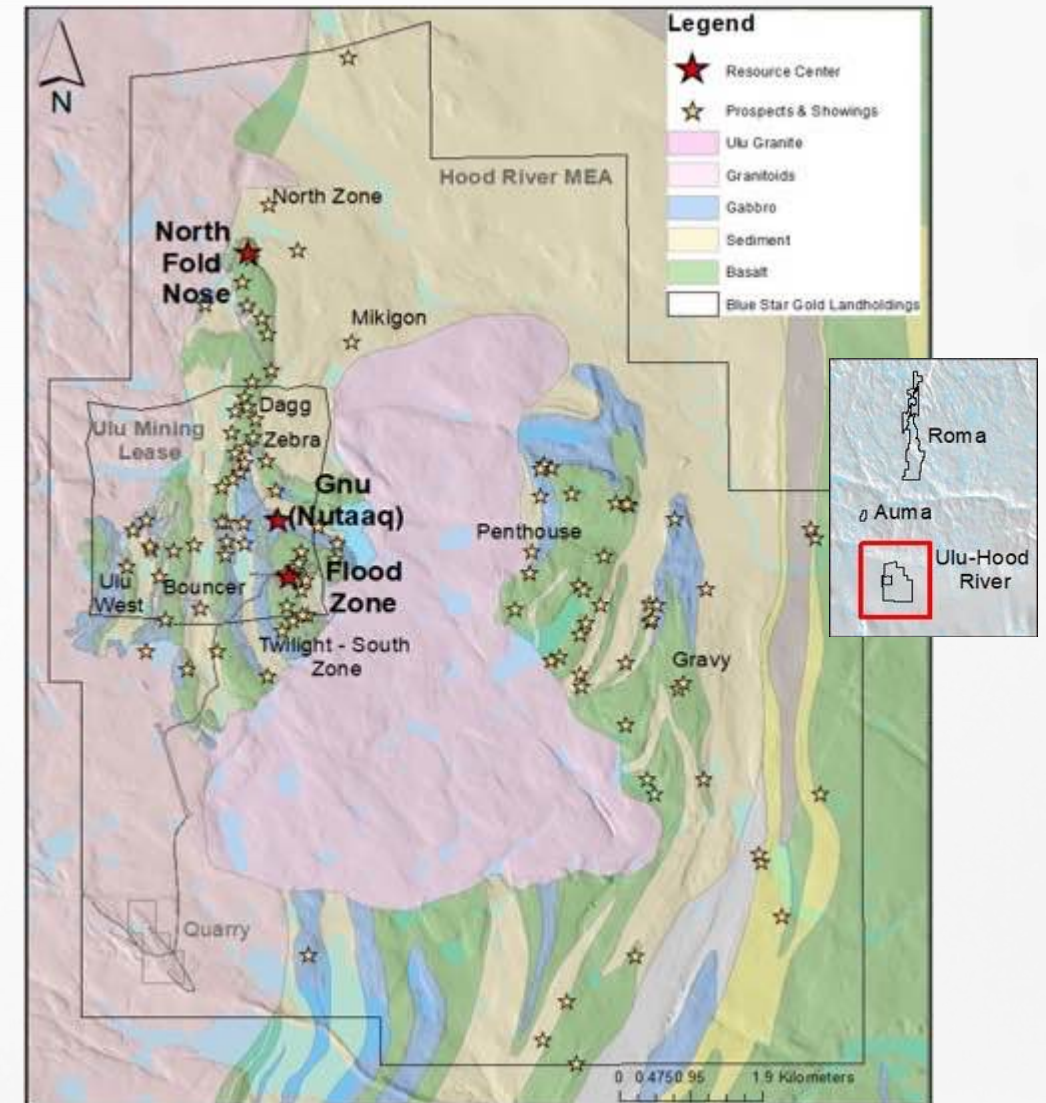 Legend
Resource Center
Prospects & Showings
Ulu Granite
Granitoids
Gabbro
Sediment
Basalt
Blue Star Gold Landholdings
N
Hood River MEA
North Zone
North
Fold
Nose
Mikigon
Dagg
Ulu Mining
Lease
Zebra
Gnu
(Nutaaq)
Penthouse
Flood
Zone
Ulu
West
Bouncer
Twilight - South
Zone
Gravy
Quarry
0 0.475 0.95 1.9 Kilometers
Roma
Auma
Ulu-Hood
River